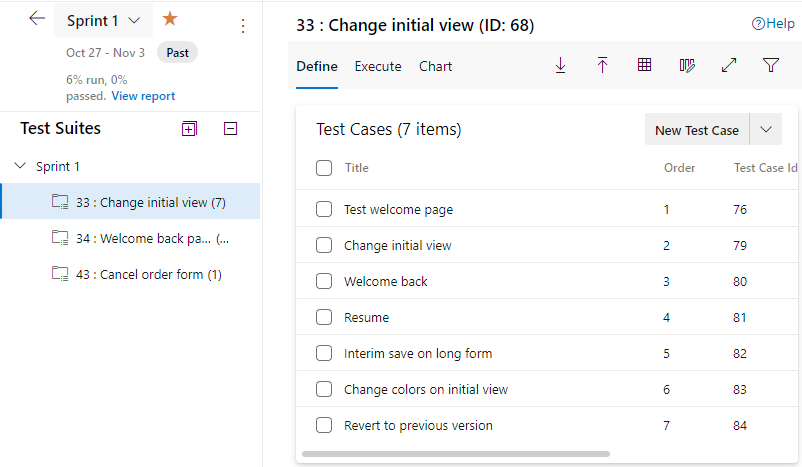 Sprint 1
Oct 27 - Nov 3 Past
6% run, 0%
passed. View report
Test Suites
Sprint 1
33 : Change initial view (7)
34 : Welcome back pa... (...
43 : Cancel order form (1)
33 : Change initial view (ID: 68)
Help
Define Execute Chart
Test Cases (7 items)
New Test Case
Title Order Test Case Id
Test welcome page 1 76
Change initial view 2 79
Welcome back 3 80
Resume 4 81
Interim save on long form 5 82
Change colors on initial view 6 83
Revert to previous version 7 84